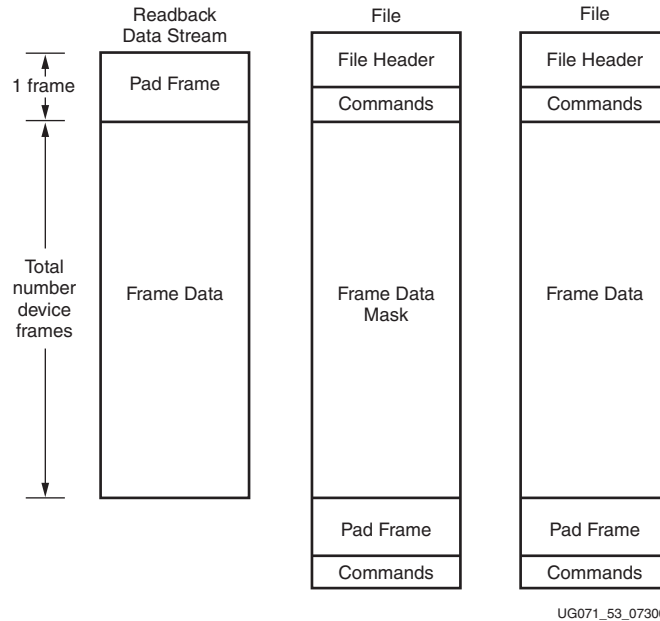 Readback
Data Stream
File
File
1 frame
Pad Frame
File Header
File Header
Commands
Commands
Total
number
device
frames
Frame Data
Frame Data
Mask
Frame Data
Pad Frame
Pad Frame
Commands
Commands